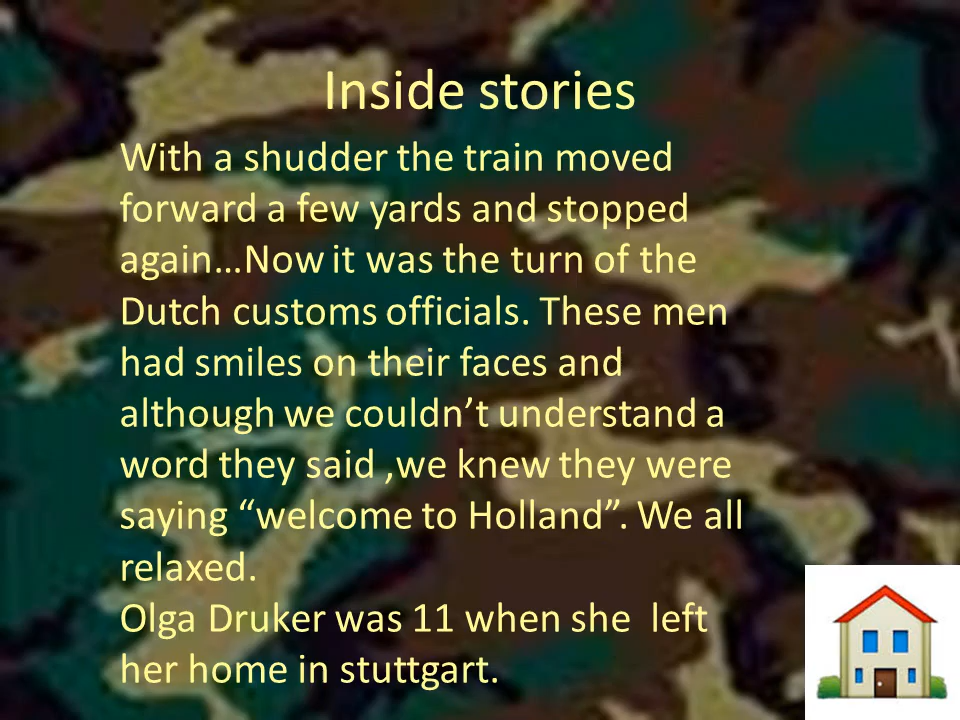 Inside stories
With a shudder the train moved
forward a few yards and stopped
again…Now it was the turn of the
Dutch customs officials. These men
had smiles on their faces and
although we couldn’t understand a
word they said ,we knew they were
saying “welcome to Holland”. We all
relaxed.
Olga Druker was 11 when she  left
her home in stuttgart.